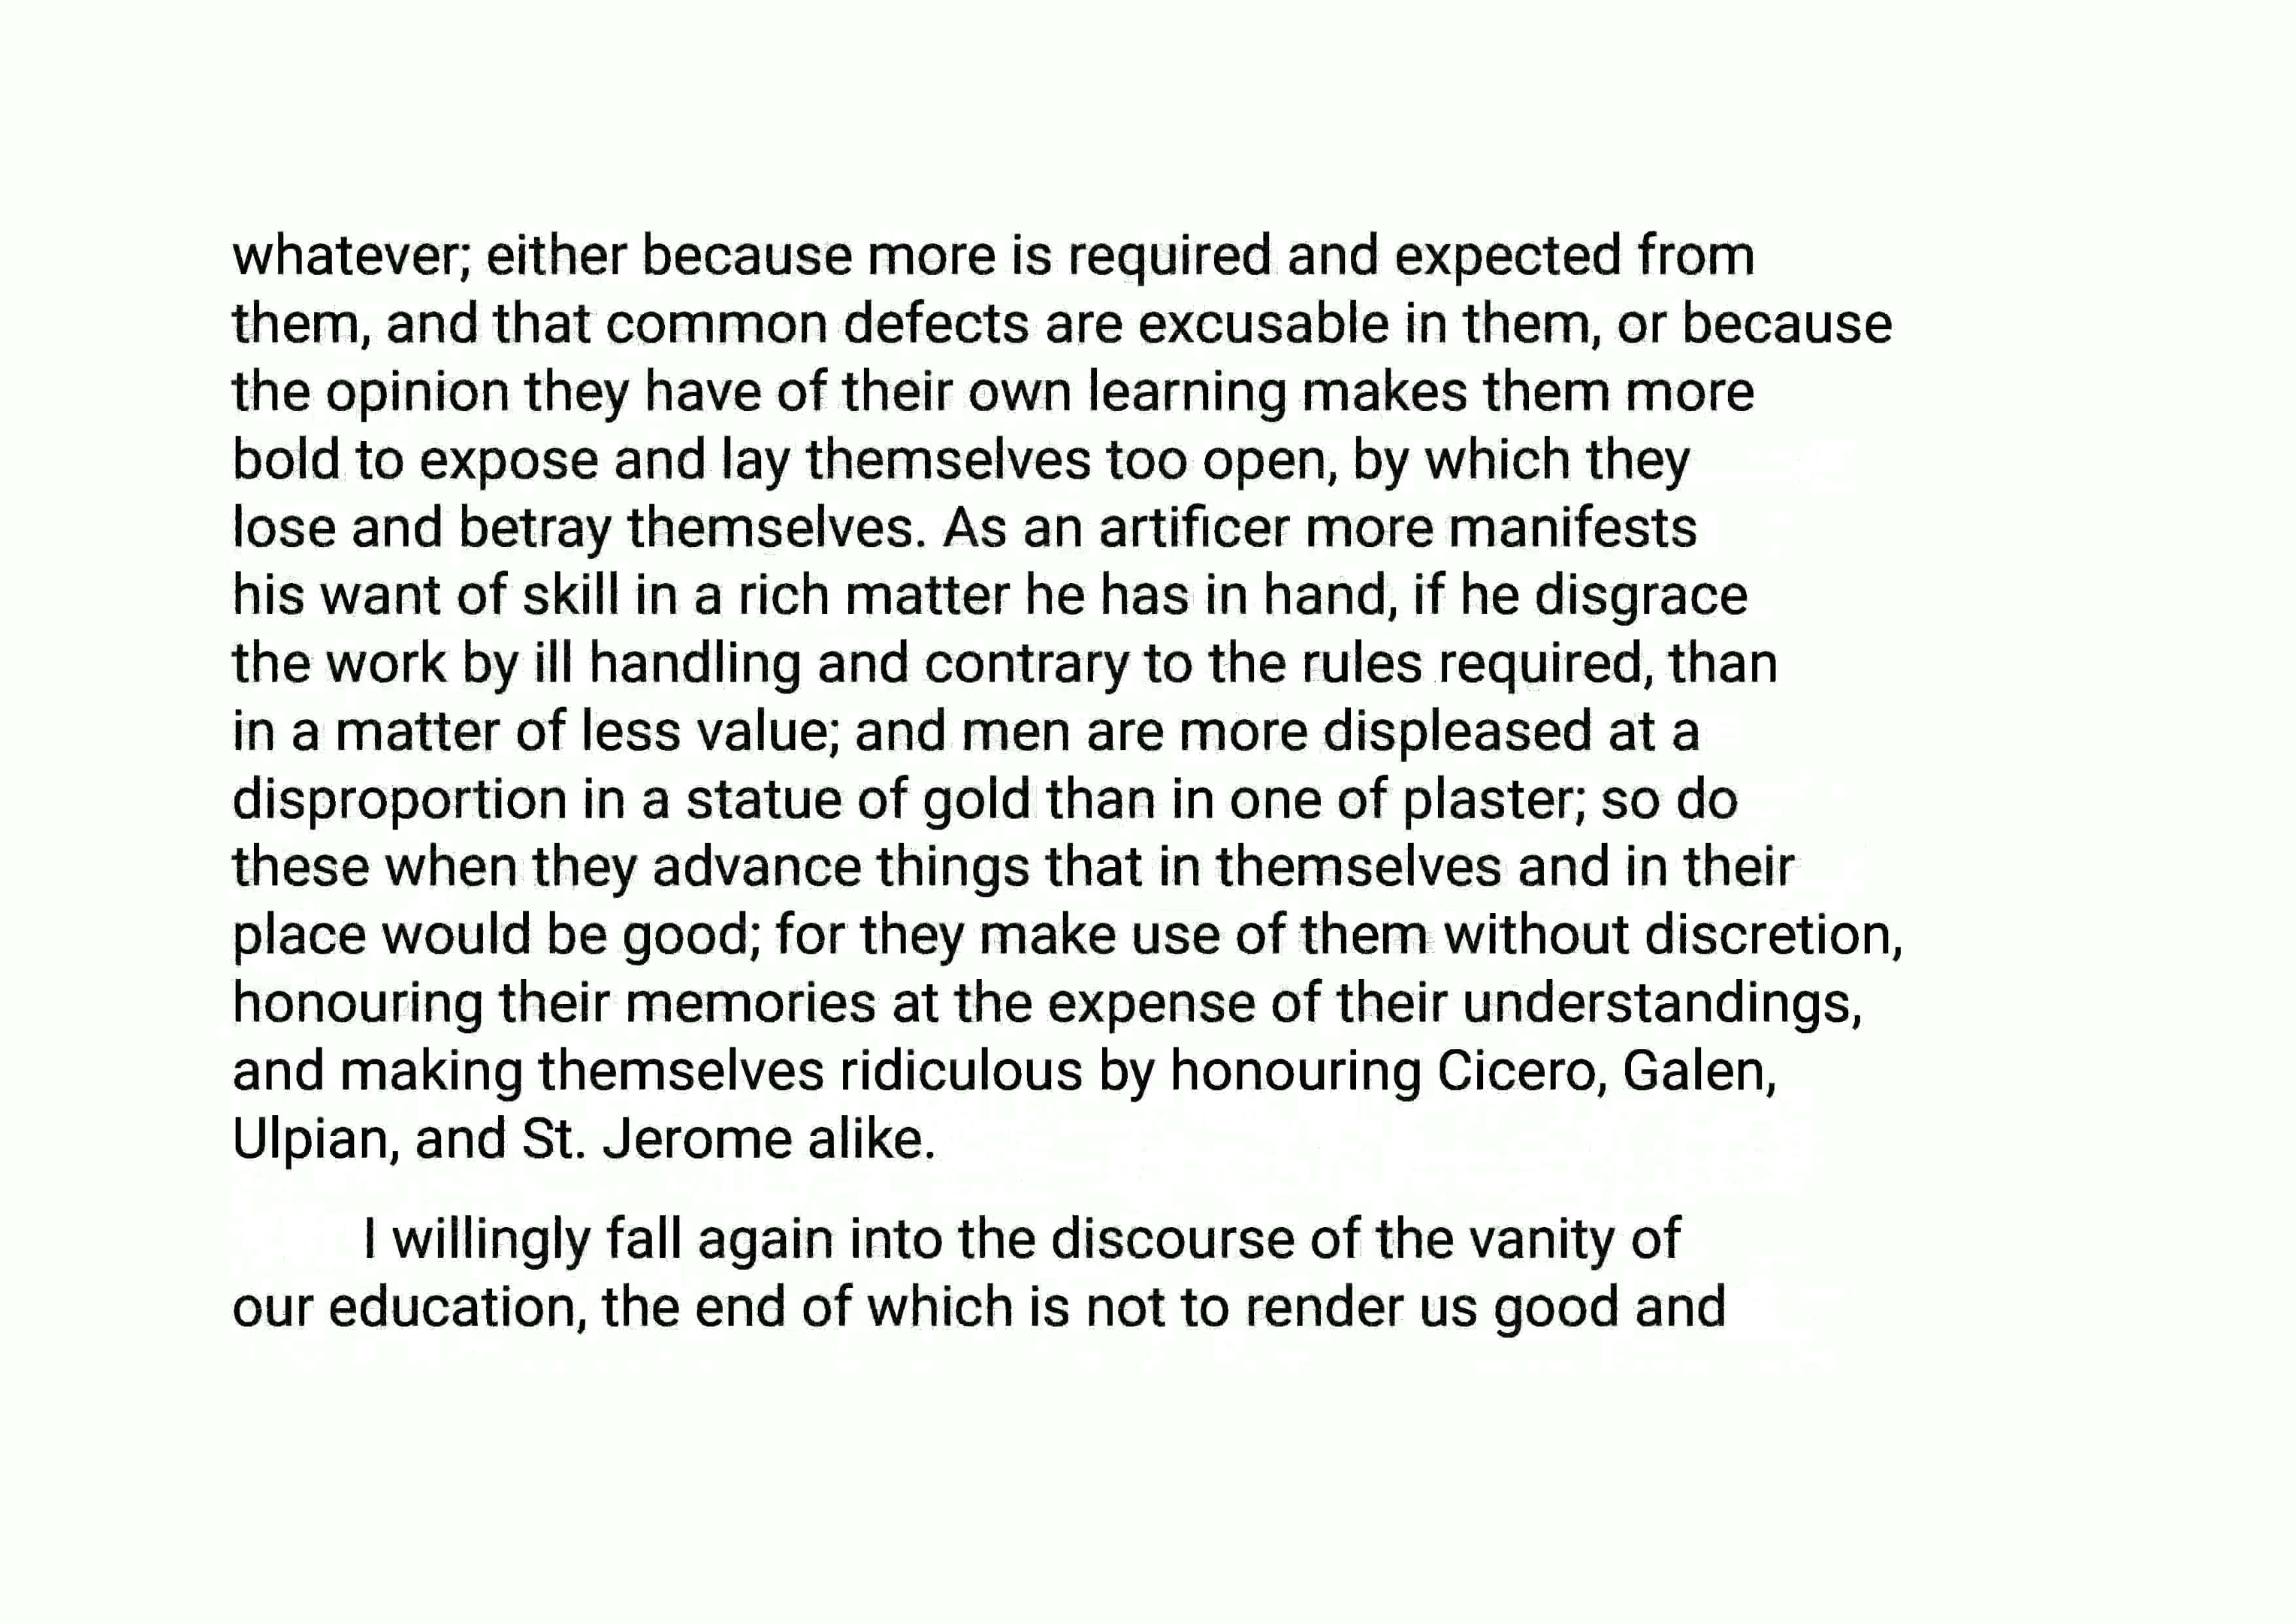 whatever; either because more is required and expected from
them, and that common defects are excusable in them, or because
the opinion they have of their own learning makes them more
bold to expose and lay themselves too open, by which they
lose and betray themselves. As an artificer more manifests
his want of skill in a rich matter he has in hand, if he disgrace
the work by ill handling and contrary to the rules required, than
in a matter of less value; and men are more displeased at a
disproportion in a statue of gold than in one of plaster; so do
these when they advance things that in themselves and in their
place would be good; for they make use of them without discretion,
honouring their memories at the expense of their understandings,
and making themselves ridiculous by honouring Cicero, Galen,
Ulpian, and St. Jerome alike.
I willingly fall again into the discourse of the vanity of
our education, the end of which is not to render us good and